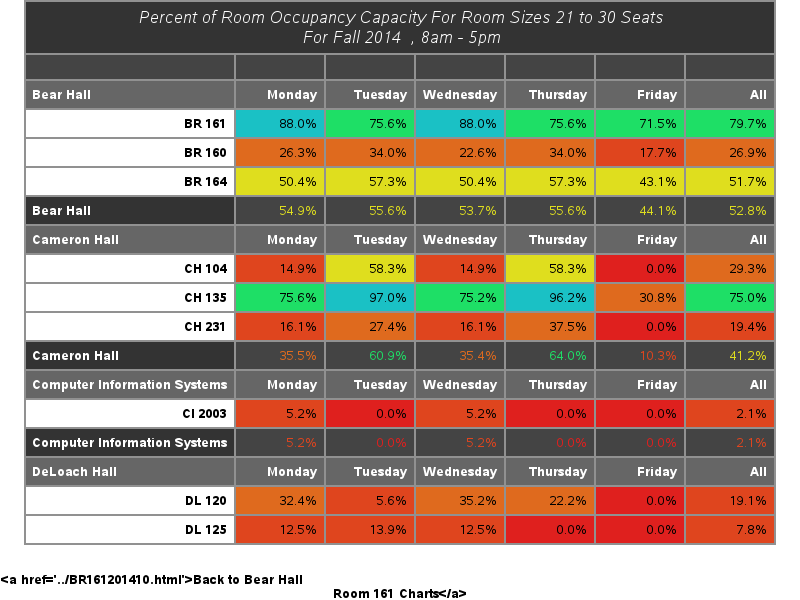 Percent of Room Occupancy Capacity For Room Sizes 21 to 30 Seats
For Fall 2014 , 8am - 5pm
Bear Hall Monday Tuesday Wednesday Thursday Friday All
BR 161 88.0% 75.6% 88.0% 75.6% 71.5% 79.7%
BR 160 26.3% 34.0% 22.6% 34.0% 17.7% 26.9%
BR 164 50.4% 57.3% 50.4% 57.3% 43.1% 51.7%
Bear Hall 54.9% 55.6% 53.7% 55.6% 44.1% 52.8%
Cameron Hall Monday Tuesday Wednesday Thursday Friday All
CH 104 14.9% 58.3% 14.9% 58.3% 0.0% 29.3%
CH 135 75.6% 97.0% 75.2% 96.2% 30.8% 75.0%
CH 231 16.1% 27.4% 16.1% 37.5% 0.0% 19.4%
Cameron Hall 35.5% 60.9% 35.4% 64.0% 10.3% 41.2%
Computer Information Systems Monday Tuesday Wednesday Thursday Friday All
CI 2003 5.2% 0.0% 5.2% 0.0% 0.0% 2.1%
Computer Information Systems 5.2% 0.0% 5.2% 0.0% 0.0% 2.1%
DeLoach Hall Monday Tuesday Wednesday Thursday Friday All
DL 120 32.4% 5.6% 35.2% 22.2% 0.0% 19.1%
DL 125 12.5% 13.9% 12.5% 0.0% 0.0% 7.8%
<a href='../BR161201410.html'>Back to Bear Hall
Room 161 Charts</a>